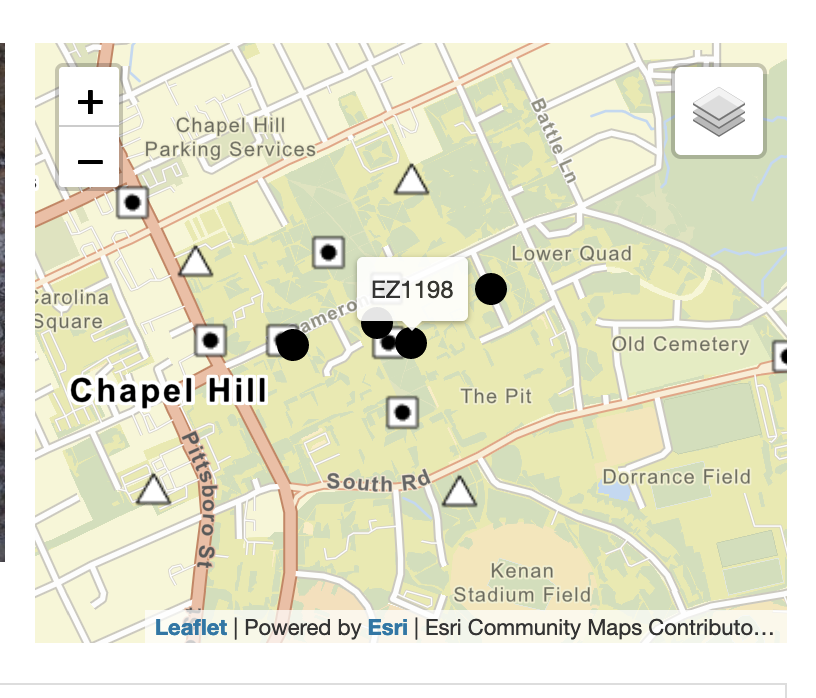 +
−
Chapel Hill
Parking Services
Battle Ln
Lower Quad
EZ1198
Cameron
Carolina
Square
Old Cemetery
Chapel Hill
The Pit
Pittsboro St
South Rd
Dorrance Field
Kenan
Stadium Field
Leaflet | Powered by Esri | Esri Community Maps Contributo…